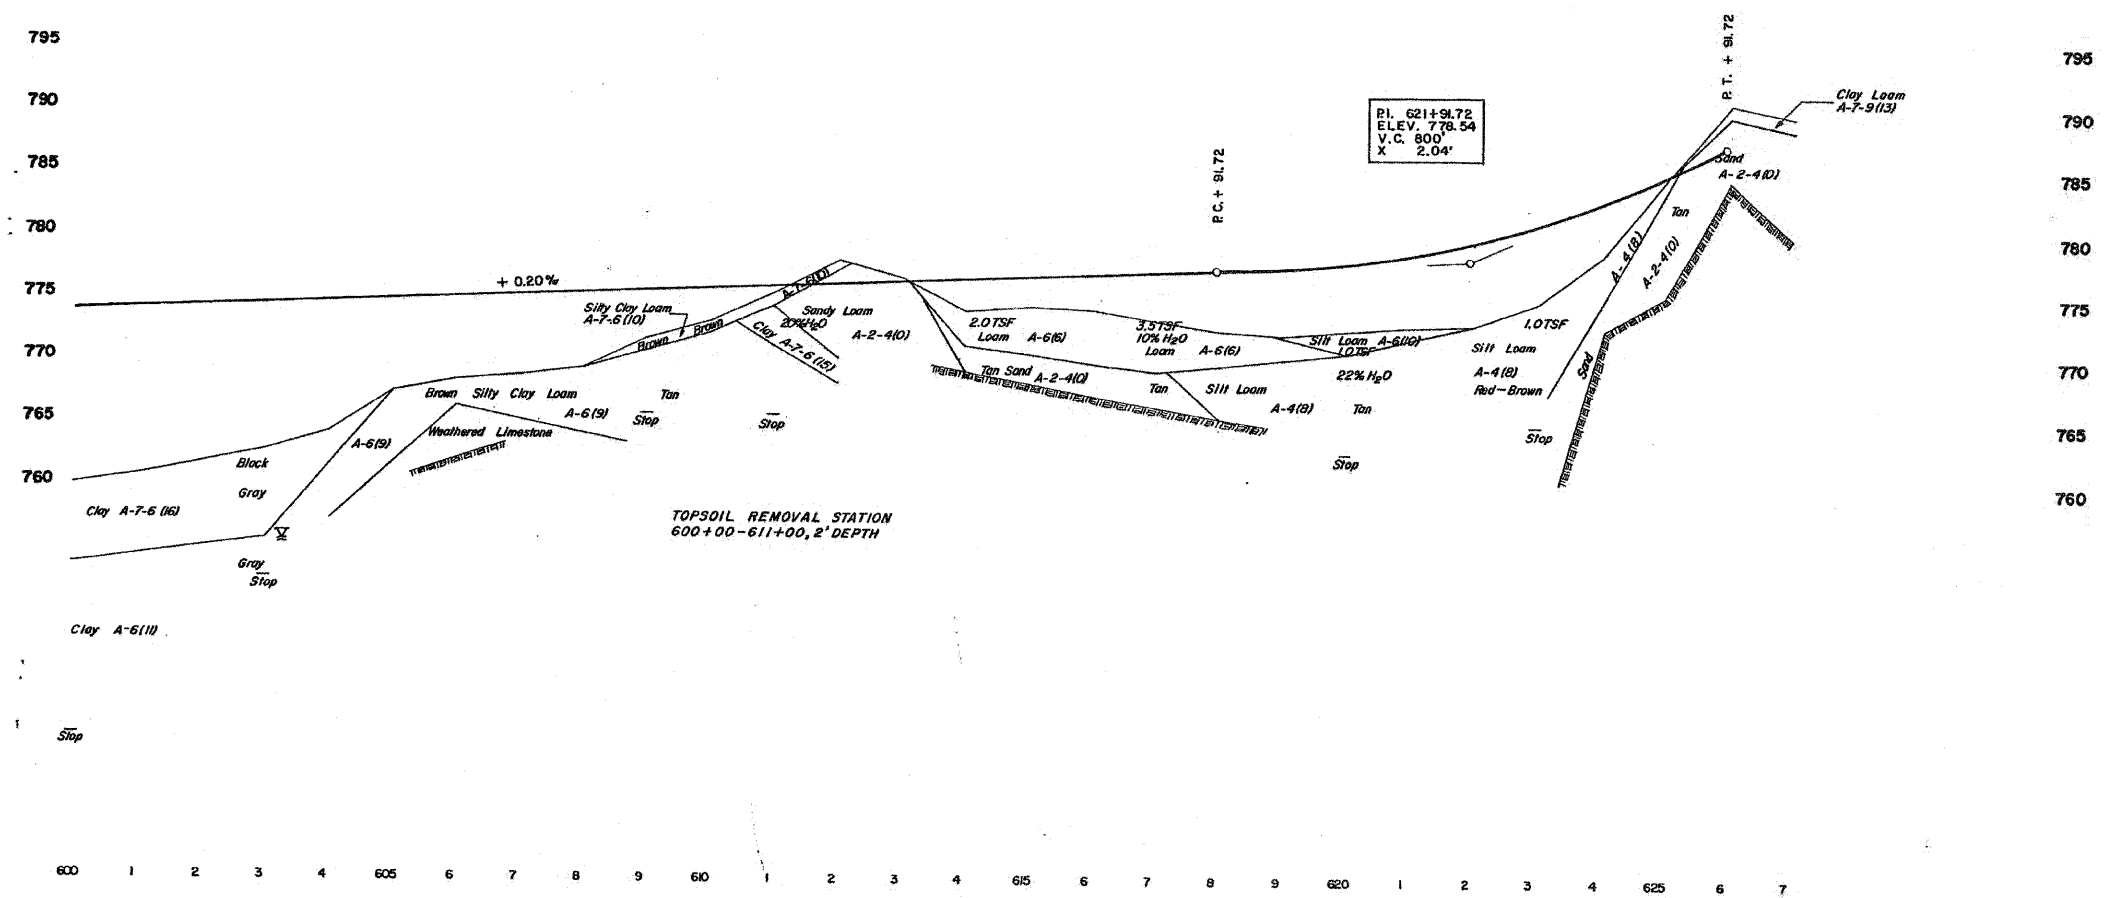 795
790
785
780
775
770
765
760
795
790
785
780
775
770
765
760
P.C. + 91.72
P.T. + 91.72
P.I. 621+91.72
ELEV. 778.54
V.C. 800'
X 2.04'
Clay Loam
A-7-9(13)
Sand
A-2-4(0)
Tan
A-4(8)
A-2-4(0)
Sand
+ 0.20%
Silty Clay Loam
A-7-6(10)
Brown
Brown
A-7-6(10)
20%H2O
Sandy Loam
A-2-4(0)
Clay A-7-6(15)
2.0TSF
Loam A-6(6)
3.5TSF
10% H2O
Loam A-6(6)
Silt Loam A-6(10)
1.0TSF
1.0TSF
Silt Loam
A-4(8)
Red-Brown
22%H2O
Tan Sand A-2-4(0)
Tan
Silt Loam
A-4(8)
Tan
Brown Silty Clay Loam
A-6(9)
Tan
Stop
Stop
Stop
Stop
A-6(9)
Weathered Limestone
Black
Gray
Clay A-7-6(16)
Gray
Stop
Clay A-6(11)
Stop
TOPSOIL REMOVAL STATION
600+00-611+00, 2' DEPTH
600 1 2 3 4 605 6 7 8 9 610 1 2 3 4 615 6 7 8 9 620 1 2 3 4 625 6 7